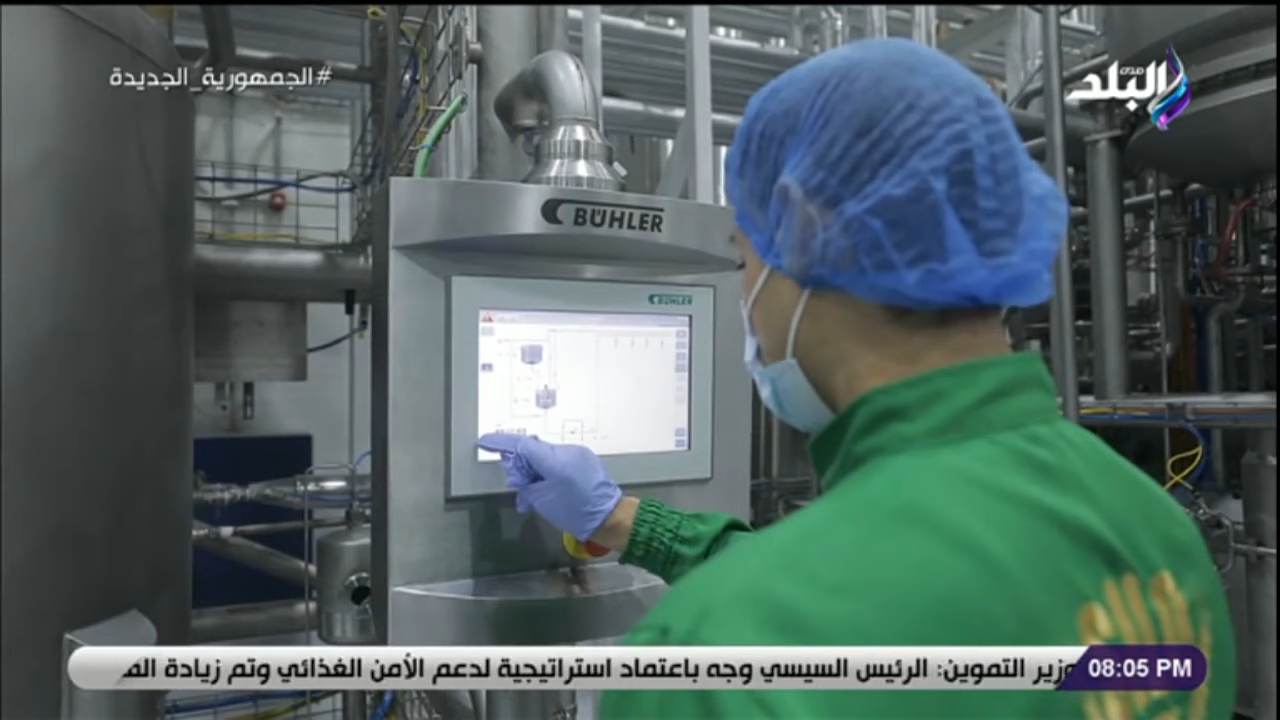 #الجمهورية_الجديدة
مدى
البلد
BÜHLER
BÜHLER
وزير التموين: الرئيس السيسي وجه باعتماد استراتيجية لدعم الأمن الغذائي وتم زيادة
08:05 PM